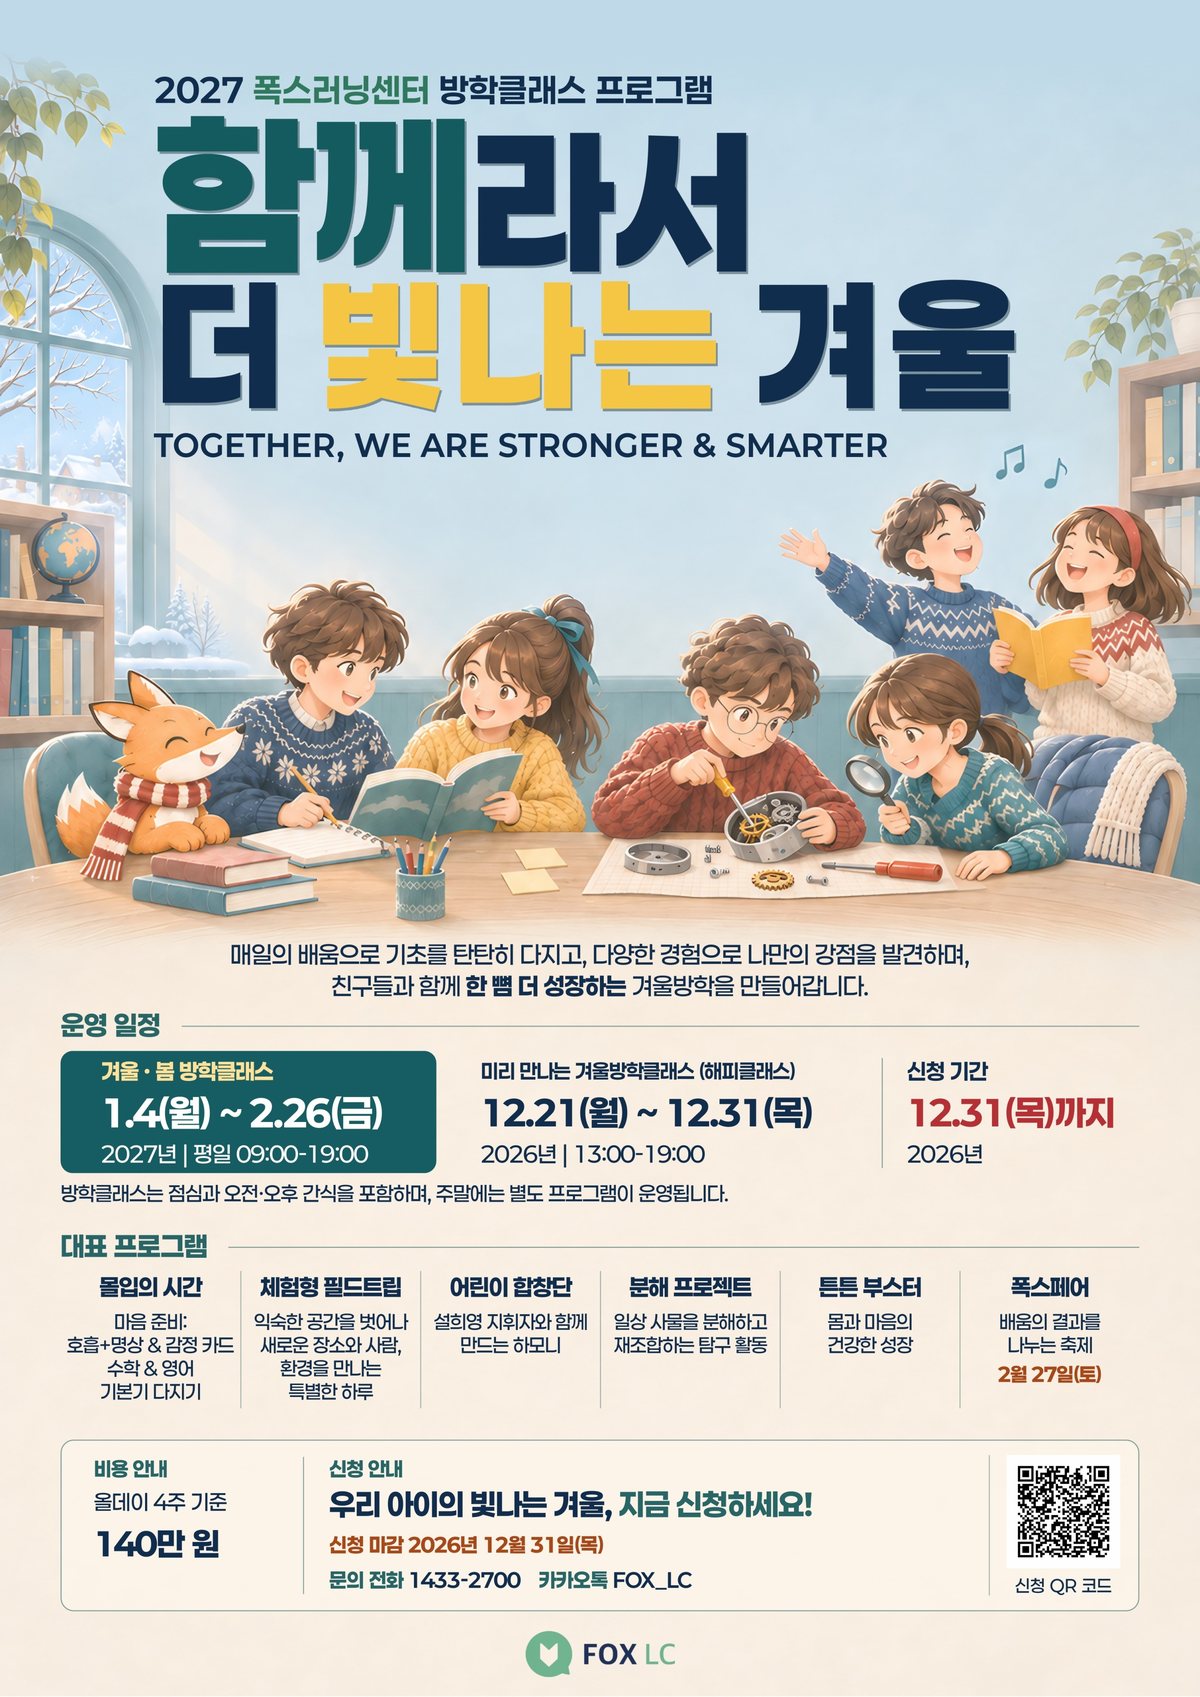 2027 폭스러닝센터 방학클래스 프로그램
함께라서
더 빛나는 겨울
TOGETHER, WE ARE STRONGER & SMARTER
매일의 배움으로 기초를 탄탄히 다지고, 다양한 경험으로 나만의 강점을 발견하며,
친구들과 함께 한 뼘 더 성장하는 겨울방학을 만들어갑니다.
운영 일정
겨울 · 봄 방학클래스
1.4(월) ~ 2.26(금)
2027년 | 평일 09:00-19:00
미리 만나는 겨울방학클래스 (해피클래스)
12.21(월) ~ 12.31(목)
2026년 | 13:00-19:00
신청 기간
12.31(목)까지
2026년
방학클래스는 점심과 오전·오후 간식을 포함하며, 주말에는 별도 프로그램이 운영됩니다.
대표 프로그램
몰입의 시간
마음 준비:
호흡+명상 & 감정 카드
수학 & 영어
기본기 다지기
체험형 필드트립
익숙한 공간을 벗어나
새로운 장소와 사람,
환경을 만나는
특별한 하루
어린이 합창단
설희영 지휘자와 함께
만드는 하모니
분해 프로젝트
일상 사물을 분해하고
재조합하는 탐구 활동
튼튼 부스터
몸과 마음의
건강한 성장
폭스페어
배움의 결과를
나누는 축제
2월 27일(토)
비용 안내
올데이 4주 기준
140만 원
신청 안내
우리 아이의 빛나는 겨울, 지금 신청하세요!
신청 마감 2026년 12월 31일(목)
문의 전화 1433-2700 카카오톡 FOX_LC
신청 QR 코드
FOX LC